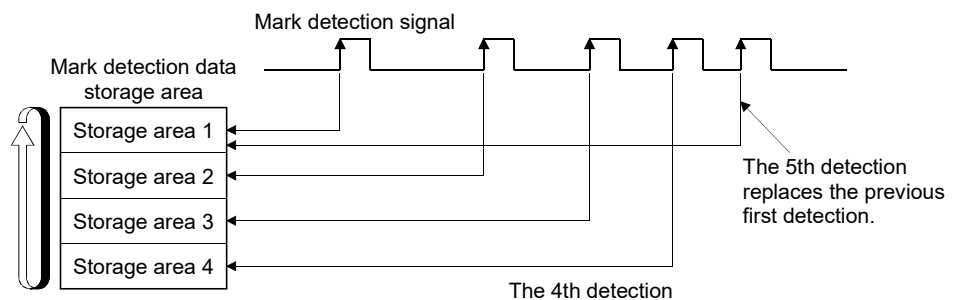 Mark detection signal
Mark detection data
storage area
Storage area 1
Storage area 2
Storage area 3
Storage area 4
The 5th detection
replaces the previous
first detection.
The 4th detection